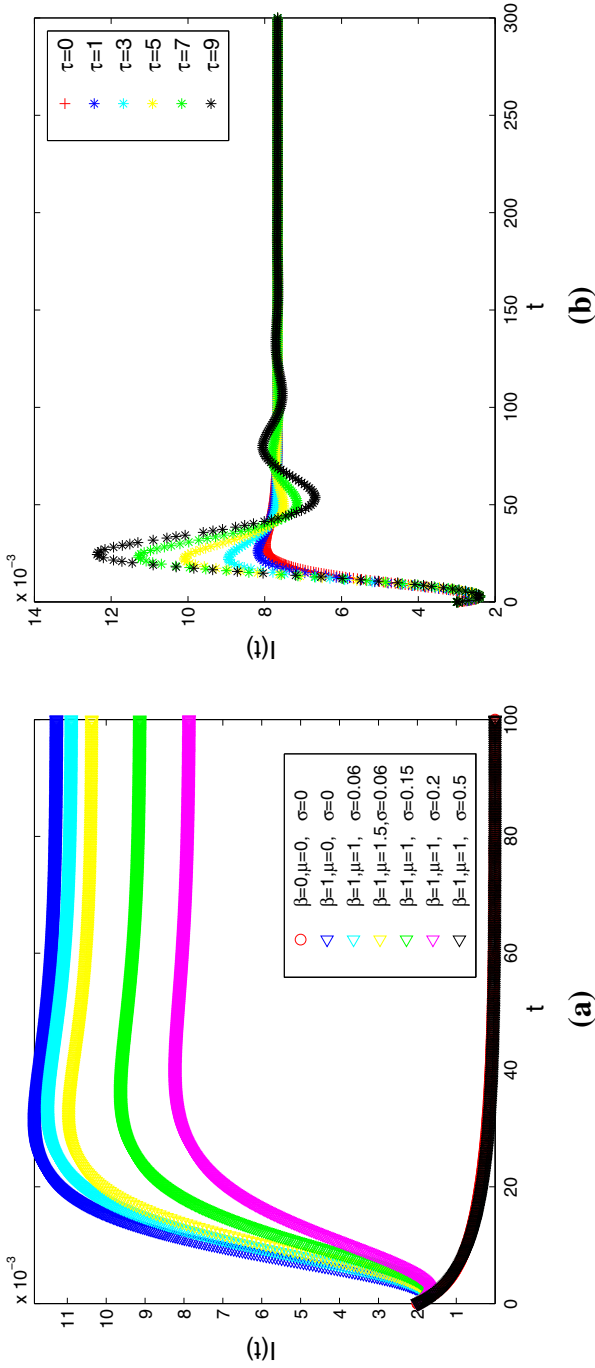 x 10⁻³
11
10
9
8
7
6
5
4
3
2
1
I(t)
0
20
40
60
80
100
t
β=0,μ=0, σ=0
β=1,μ=0, σ=0
β=1,μ=1, σ=0.06
β=1,μ=1.5,σ=0.06
β=1,μ=1, σ=0.15
β=1,μ=1, σ=0.2
β=1,μ=1, σ=0.5
(a)
x 10⁻³
14
12
10
8
6
4
2
I(t)
0
50
100
150
200
250
300
t
τ=0
τ=1
τ=3
τ=5
τ=7
τ=9
(b)